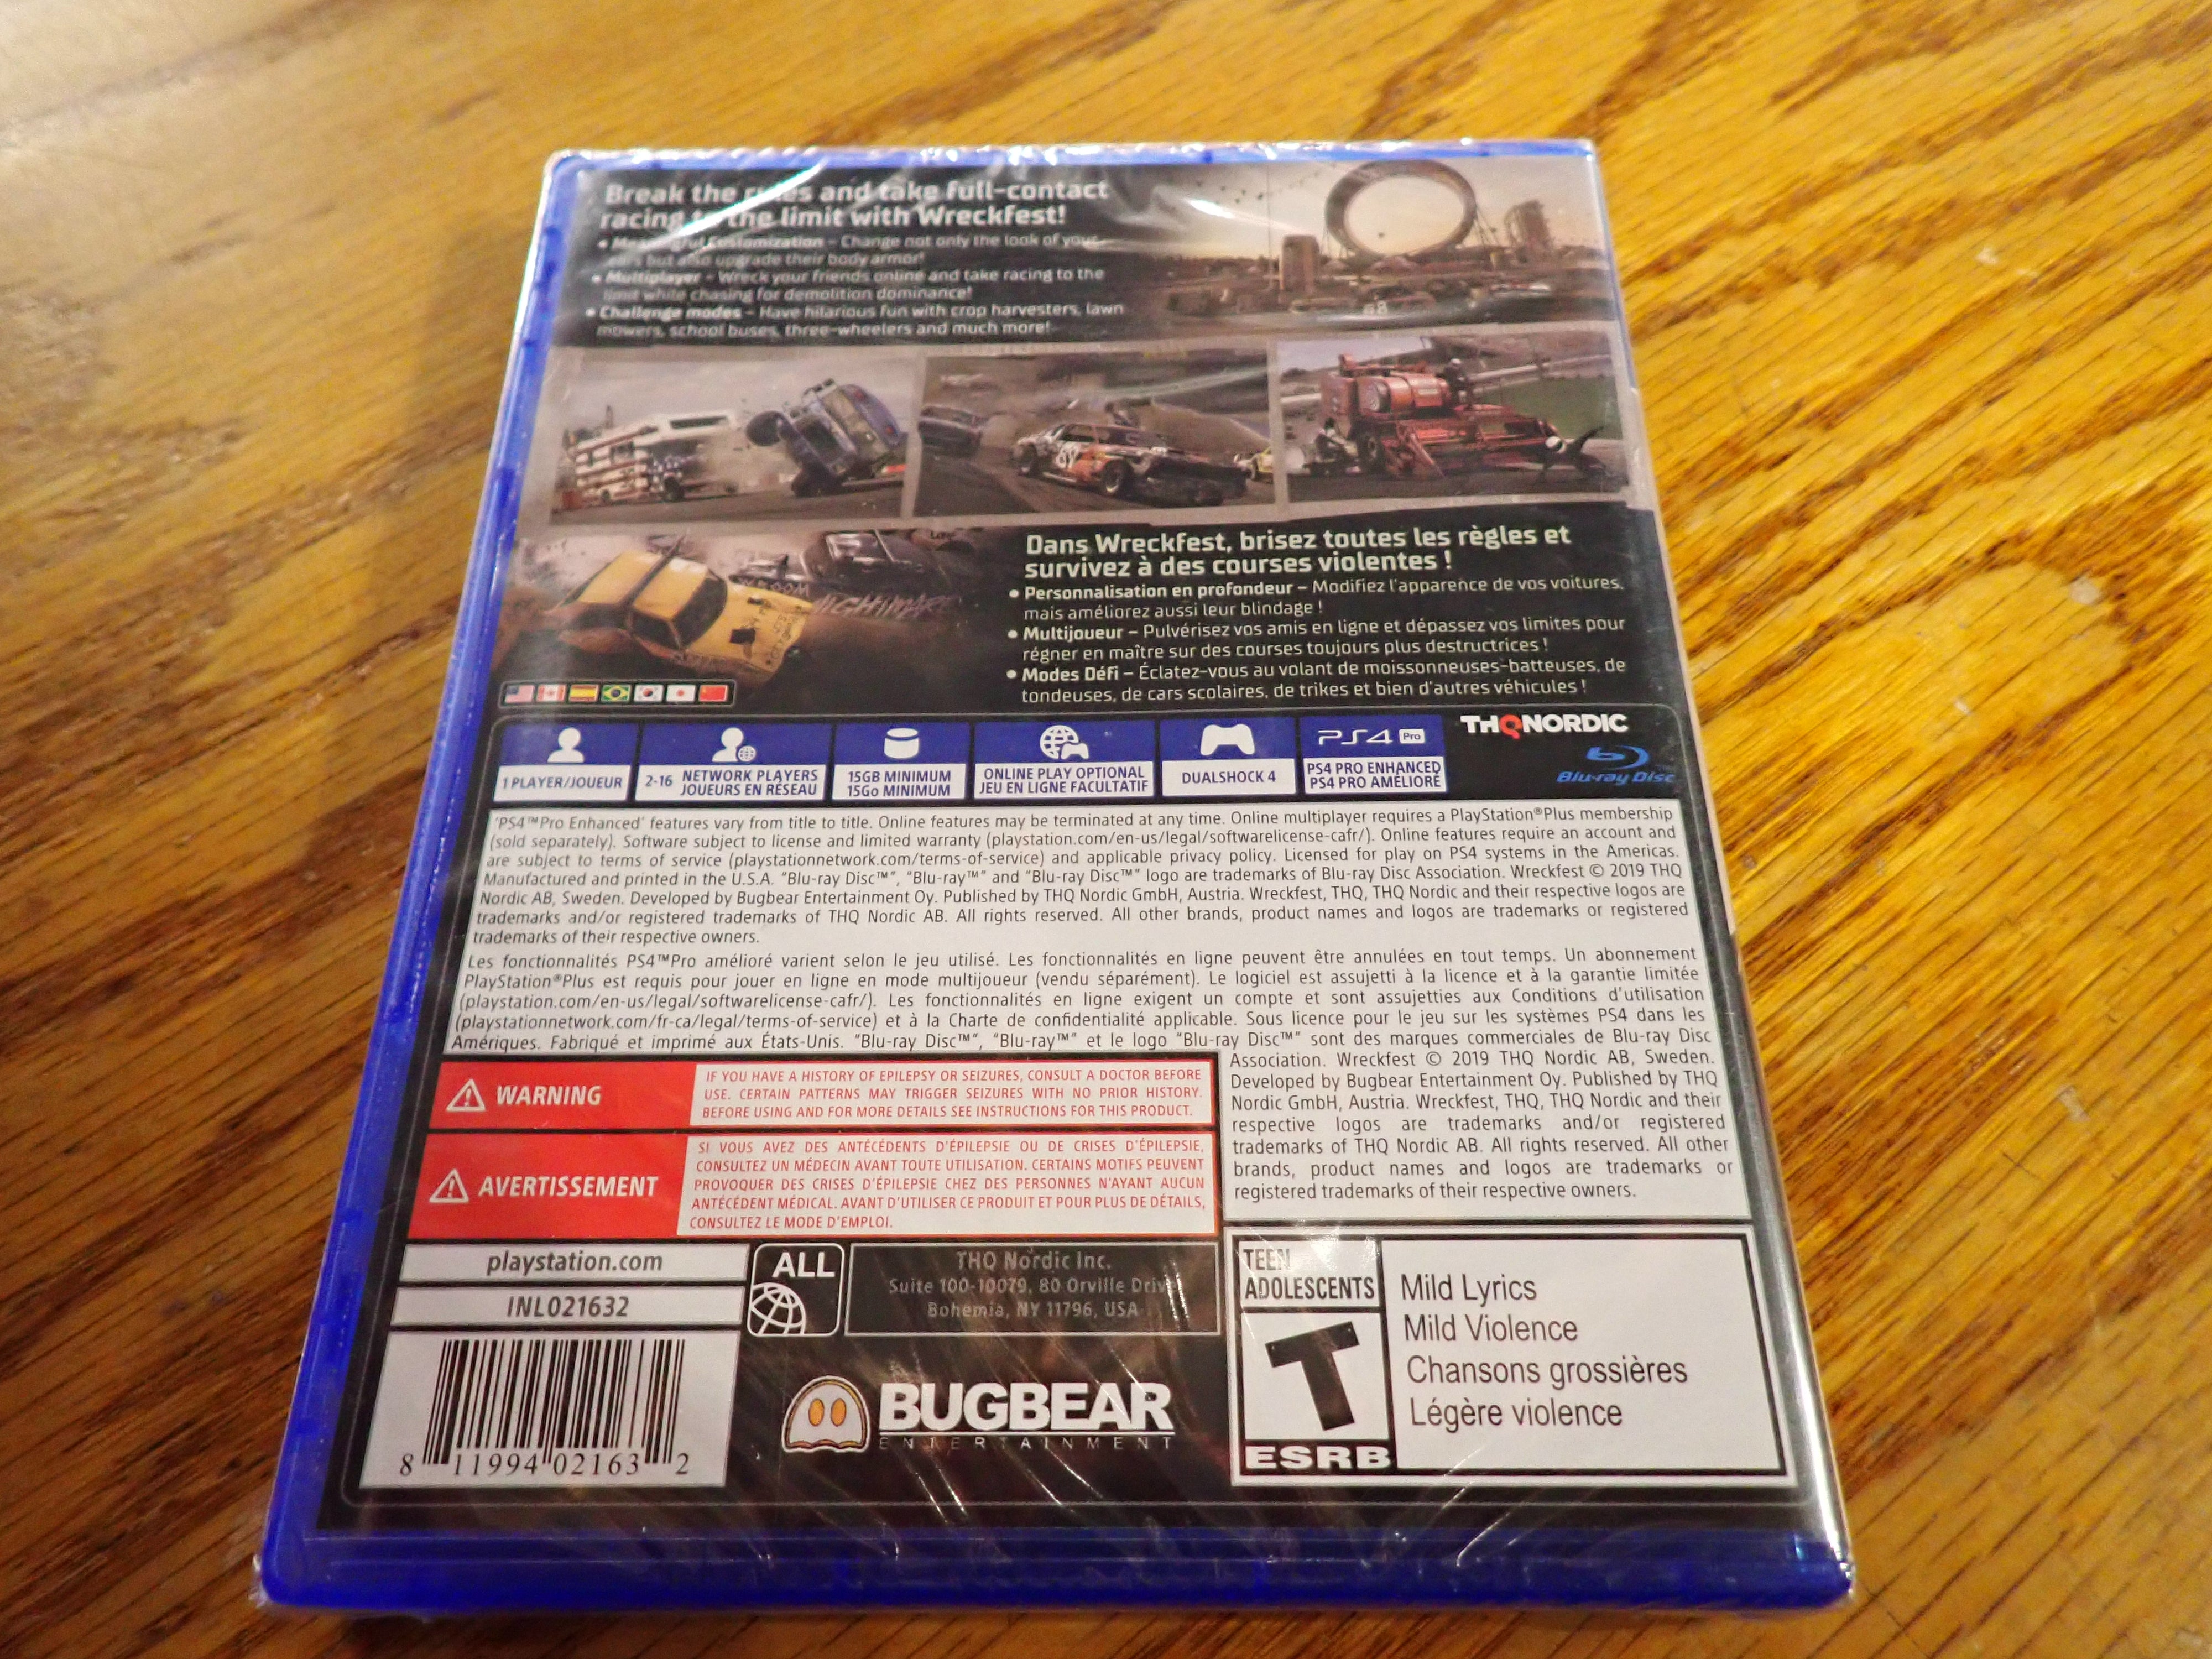 Break the rules and take full-contact
racing to the limit with Wreckfest!
• Meaningful Customization – Change not only the look of your
cars but also upgrade their body armor!
• Multiplayer – Wreck your friends online and take racing to the
limit while chasing for demolition dominance!
• Challenge modes – Have hilarious fun with crop harvesters, lawn
mowers, school buses, three-wheelers and much more!
Dans Wreckfest, brisez toutes les règles et
survivez à des courses violentes !
• Personnalisation en profondeur – Modifiez l'apparence de vos voitures,
mais améliorez aussi leur blindage !
• Multijoueur – Pulvérisez vos amis en ligne et dépassez vos limites pour
régner en maître sur des courses toujours plus destructrices !
• Modes Défi – Éclatez-vous au volant de moissonneuses-batteuses, de
tondeuses, de cars scolaires, de trikes et bien d'autres véhicules !
NIGHTMARE
THQ NORDIC
Blu-ray Disc™
1 PLAYER/JOUEUR
2-16 NETWORK PLAYERS
JOUEURS EN RÉSEAU
15GB MINIMUM
15Go MINIMUM
ONLINE PLAY OPTIONAL
JEU EN LIGNE FACULTATIF
DUALSHOCK 4
PS4 Pro
PS4 PRO ENHANCED
PS4 PRO AMÉLIORÉ
'PS4™Pro Enhanced' features vary from title to title. Online features may be terminated at any time. Online multiplayer requires a PlayStation®Plus membership
(sold separately). Software subject to license and limited warranty (playstation.com/en-us/legal/softwarelicense-cafr/). Online features require an account and
are subject to terms of service (playstationnetwork.com/terms-of-service) and applicable privacy policy. Licensed for play on PS4 systems in the Americas.
Manufactured and printed in the U.S.A. "Blu-ray Disc™", "Blu-ray™" and "Blu-ray Disc™" logo are trademarks of Blu-ray Disc Association. Wreckfest © 2019 THQ
Nordic AB, Sweden. Developed by Bugbear Entertainment Oy. Published by THQ Nordic GmbH, Austria. Wreckfest, THQ, THQ Nordic and their respective logos are
trademarks and/or registered trademarks of THQ Nordic AB. All rights reserved. All other brands, product names and logos are trademarks or registered
trademarks of their respective owners.
Les fonctionnalités PS4™Pro amélioré varient selon le jeu utilisé. Les fonctionnalités en ligne peuvent être annulées en tout temps. Un abonnement
PlayStation®Plus est requis pour jouer en ligne en mode multijoueur (vendu séparément). Le logiciel est assujetti à la licence et à la garantie limitée
(playstation.com/en-us/legal/softwarelicense-cafr/). Les fonctionnalités en ligne exigent un compte et sont assujetties aux Conditions d'utilisation
(playstationnetwork.com/fr-ca/legal/terms-of-service) et à la Charte de confidentialité applicable. Sous licence pour le jeu sur les systèmes PS4 dans les
Amériques. Fabriqué et imprimé aux États-Unis. "Blu-ray Disc™", "Blu-ray™" et le logo "Blu-ray Disc™" sont des marques commerciales de Blu-ray Disc
Association. Wreckfest © 2019 THQ Nordic AB, Sweden.
Developed by Bugbear Entertainment Oy. Published by THQ
Nordic GmbH, Austria. Wreckfest, THQ, THQ Nordic and their
respective logos are trademarks and/or registered
trademarks of THQ Nordic AB. All rights reserved. All other
brands, product names and logos are trademarks or
registered trademarks of their respective owners.
WARNING
IF YOU HAVE A HISTORY OF EPILEPSY OR SEIZURES, CONSULT A DOCTOR BEFORE
USE. CERTAIN PATTERNS MAY TRIGGER SEIZURES WITH NO PRIOR HISTORY.
BEFORE USING AND FOR MORE DETAILS SEE INSTRUCTIONS FOR THIS PRODUCT.
AVERTISSEMENT
SI VOUS AVEZ DES ANTÉCÉDENTS D'ÉPILEPSIE OU DE CRISES D'ÉPILEPSIE,
CONSULTEZ UN MÉDECIN AVANT TOUTE UTILISATION. CERTAINS MOTIFS PEUVENT
PROVOQUER DES CRISES D'ÉPILEPSIE CHEZ DES PERSONNES N'AYANT AUCUN
ANTÉCÉDENT MÉDICAL. AVANT D'UTILISER CE PRODUIT ET POUR PLUS DE DÉTAILS,
CONSULTEZ LE MODE D'EMPLOI.
playstation.com
INL021632
ALL
THQ Nordic Inc.
Suite 100-10079, 80 Orville Drive
Bohemia, NY 11796, USA
8 11994 02163 2
BUGBEAR
ENTERTAINMENT
TEEN
ADOLESCENTS
T
ESRB
Mild Lyrics
Mild Violence
Chansons grossières
Légère violence